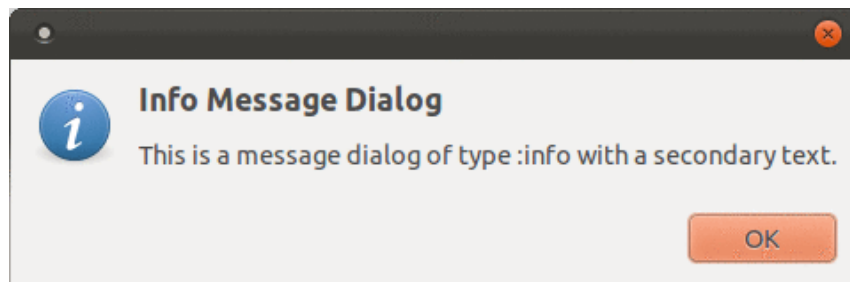 Info Message Dialog
This is a message dialog of type :info with a secondary text.
OK